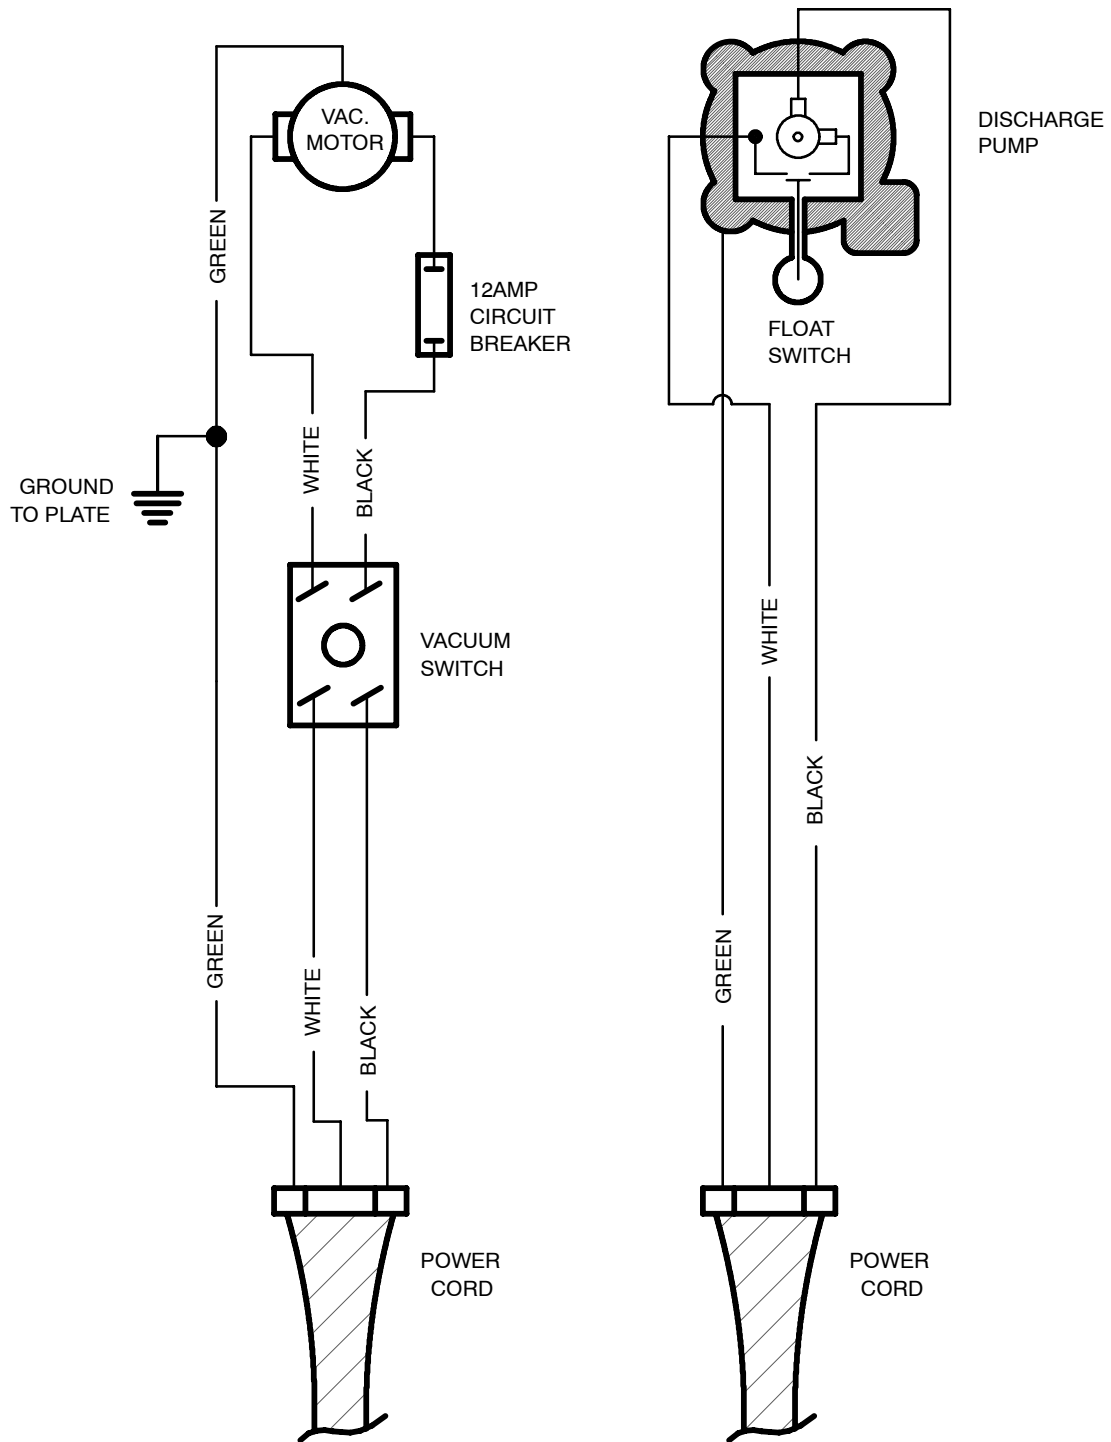 VAC.
MOTOR
DISCHARGE
PUMP
GREEN
12AMP
CIRCUIT
BREAKER
FLOAT
SWITCH
WHITE
BLACK
GROUND
TO PLATE
VACUUM
SWITCH
WHITE
BLACK
GREEN
WHITE
BLACK
GREEN
POWER
CORD
POWER
CORD